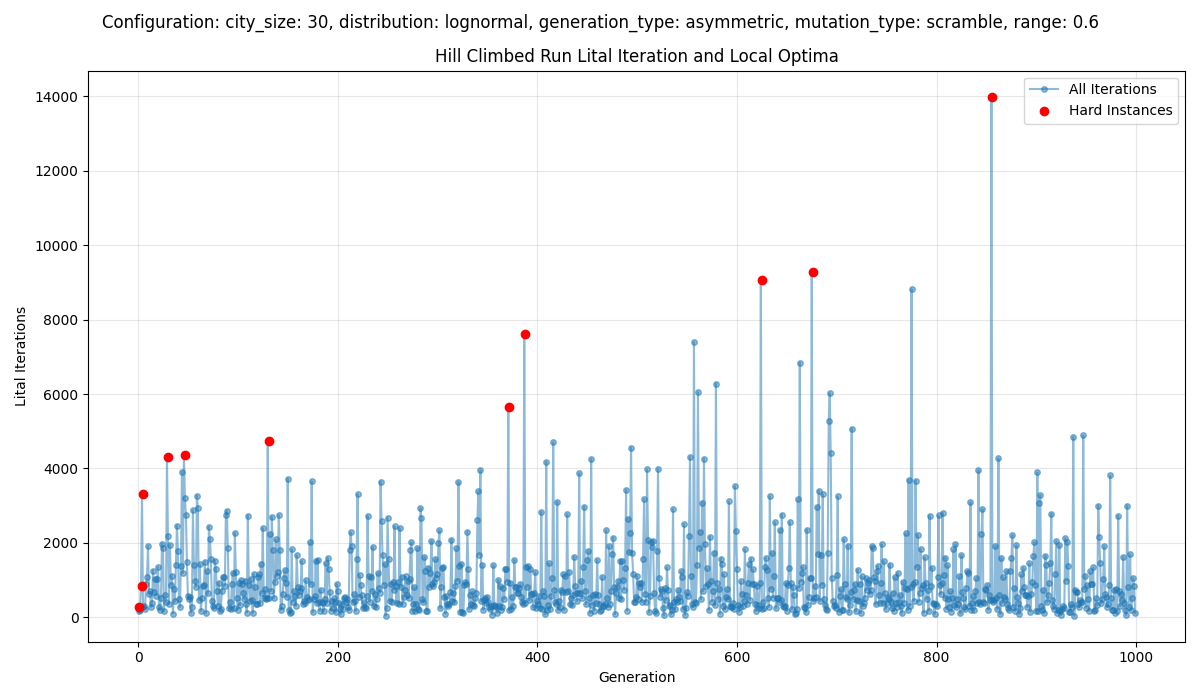 Configuration: city_size: 30, distribution: lognormal, generation_type: asymmetric, mutation_type: scramble, range: 0.6
Hill Climbed Run Lital Iteration and Local Optima
All Iterations
Hard Instances
14000
12000
10000
8000
6000
4000
2000
0
Lital Iterations
0 200 400 600 800 1000
Generation